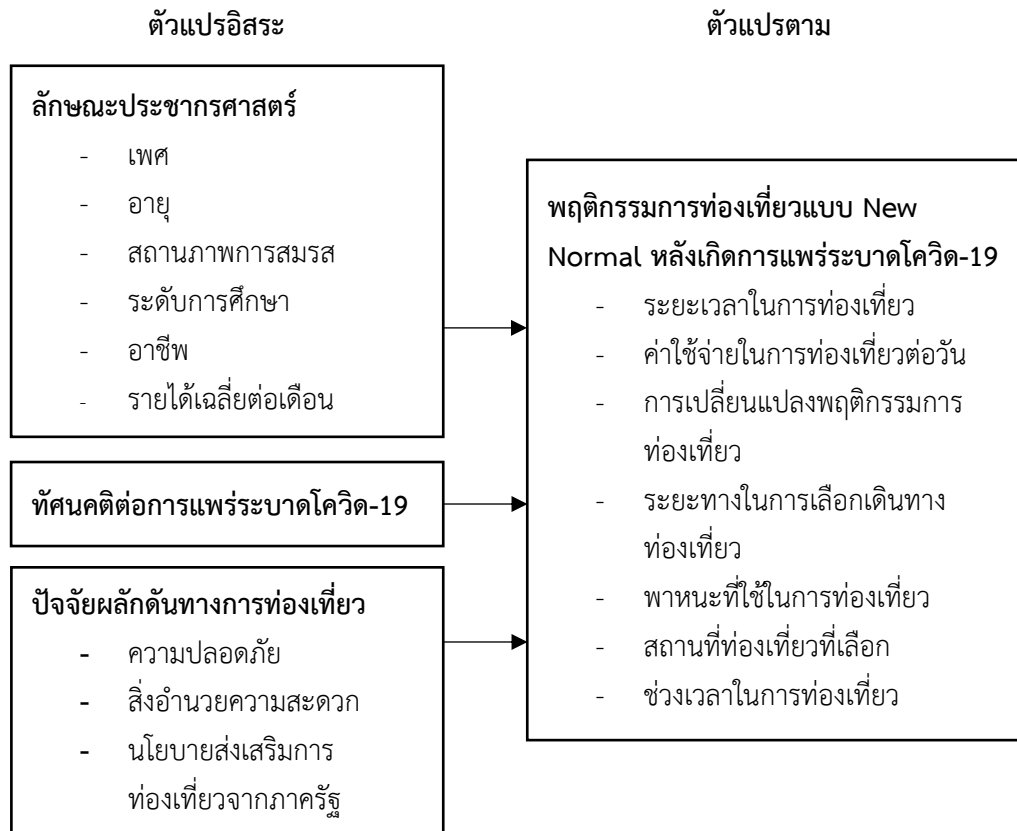 ตัวแปรอิสระ
ตัวแปรตาม
ลักษณะประชากรศาสตร์
- เพศ
- อายุ
- สถานภาพการสมรส
- ระดับการศึกษา
- อาชีพ
- รายได้เฉลี่ยต่อเดือน
ทัศนคติต่อการแพร่ระบาดโควิด-19
ปัจจัยผลักดันทางการท่องเที่ยว
- ความปลอดภัย
- สิ่งอำนวยความสะดวก
- นโยบายส่งเสริมการ
ท่องเที่ยวจากภาครัฐ
พฤติกรรมการท่องเที่ยวแบบ New
Normal หลังเกิดการแพร่ระบาดโควิด-19
- ระยะเวลาในการท่องเที่ยว
- ค่าใช้จ่ายในการท่องเที่ยวต่อวัน
- การเปลี่ยนแปลงพฤติกรรมการ
ท่องเที่ยว
- ระยะทางในการเลือกเดินทาง
ท่องเที่ยว
- พาหนะที่ใช้ในการท่องเที่ยว
- สถานที่ท่องเที่ยวที่เลือก
- ช่วงเวลาในการท่องเที่ยว